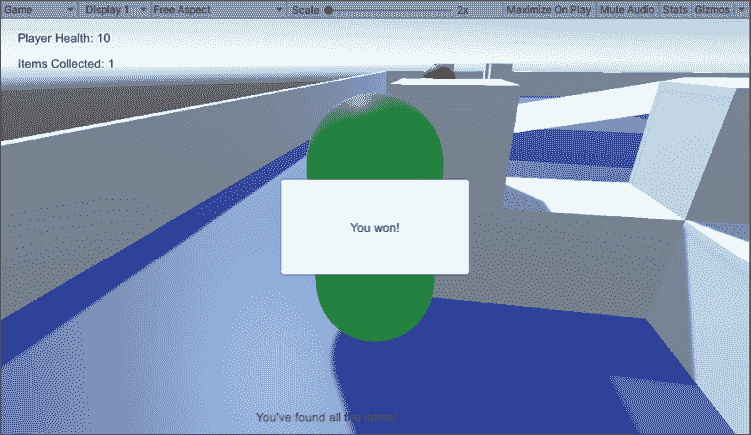 Game Display 1 Free Aspect Scale 2x Maximize On Play Mute Audio Stats Gizmos
Player Health: 10
Items Collected: 1
You won!
You've found all the items!